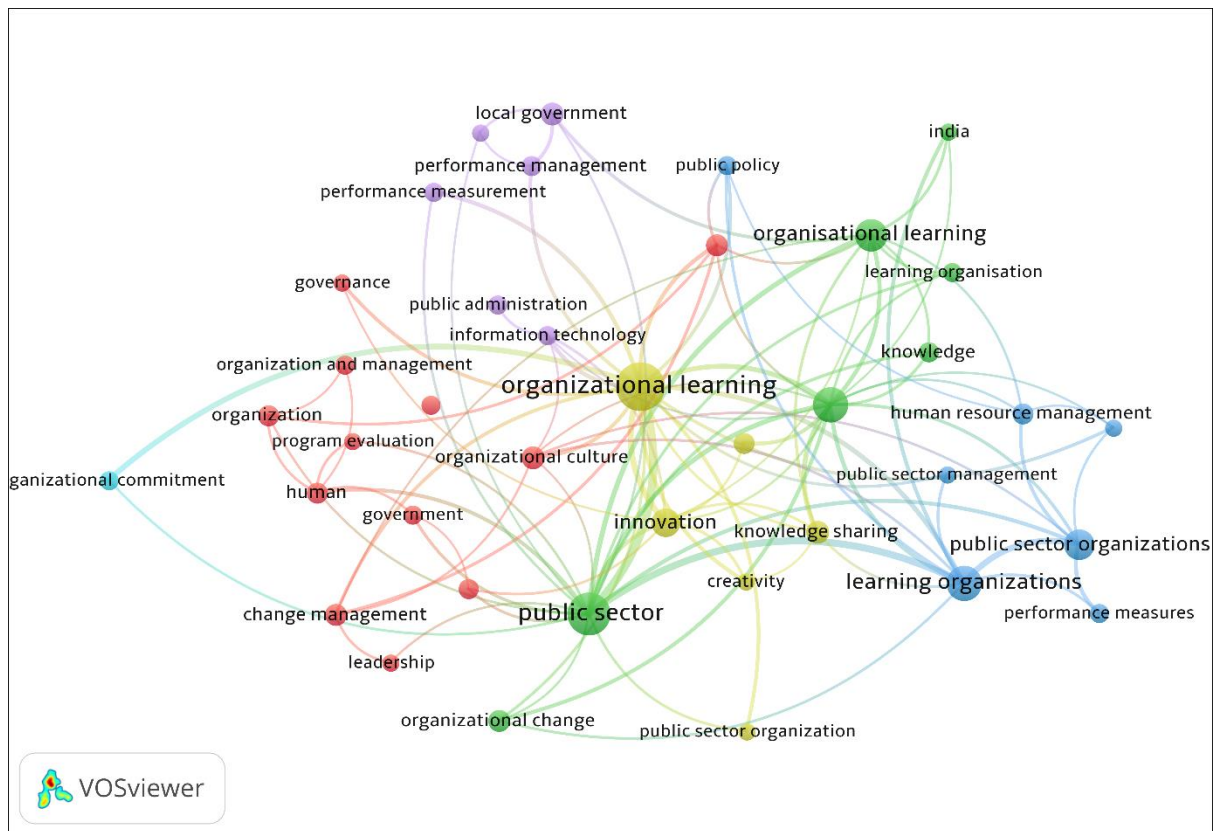 local government
india
performance management
public policy
performance measurement
organisational learning
learning organisation
governance
public administration
information technology
knowledge
organization and management
organizational learning
organization
human resource management
program evaluation
organizational culture
public sector management
ganizational commitment
human
government
innovation
knowledge sharing
public sector organizations
creativity
learning organizations
change management
public sector
performance measures
leadership
organizational change
public sector organization
VOSviewer